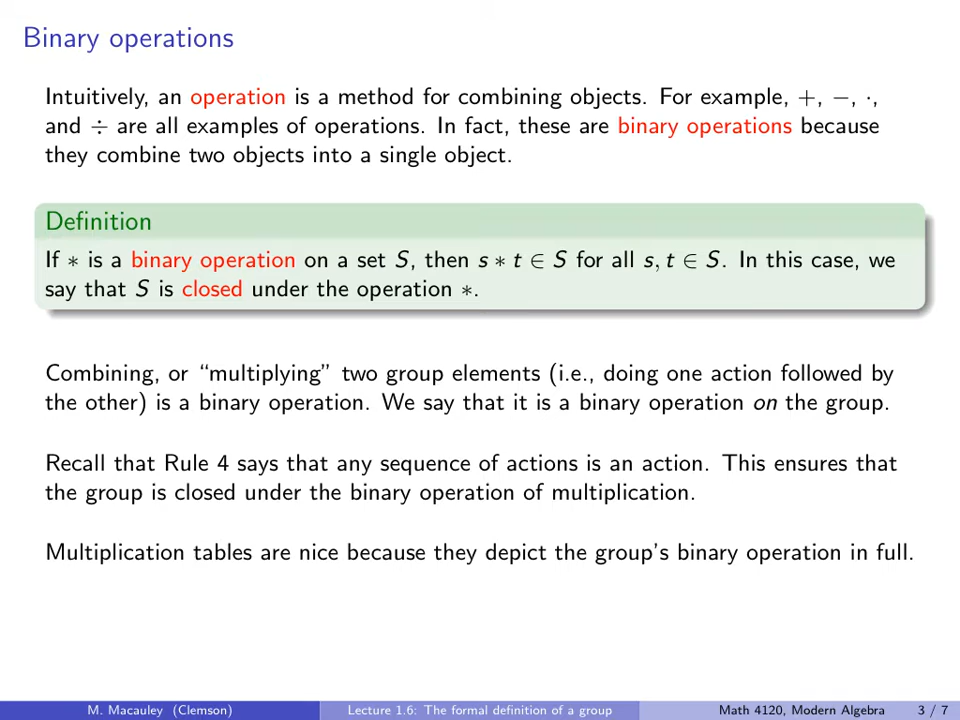 Binary operations
Intuitively, an operation is a method for combining objects. For example, +, −, ·,
and ÷ are all examples of operations. In fact, these are binary operations because
they combine two objects into a single object.
Definition
If ∗ is a binary operation on a set S, then s ∗ t ∈ S for all s, t ∈ S. In this case, we
say that S is closed under the operation ∗.
Combining, or “multiplying” two group elements (i.e., doing one action followed by
the other) is a binary operation. We say that it is a binary operation on the group.
Recall that Rule 4 says that any sequence of actions is an action. This ensures that
the group is closed under the binary operation of multiplication.
Multiplication tables are nice because they depict the group’s binary operation in full.
M. Macauley (Clemson) Lecture 1.6: The formal definition of a group Math 4120, Modern Algebra 3 / 7